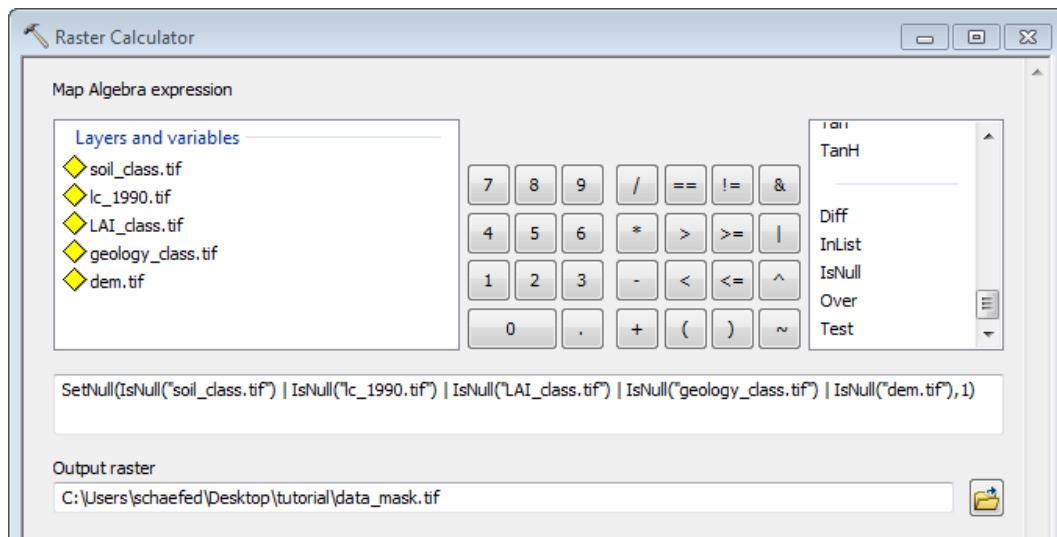 Raster Calculator
Map Algebra expression
Layers and variables
soil_class.tif
lc_1990.tif
LAI_class.tif
geology_class.tif
dem.tif
7 8 9 / == != &
4 5 6 * > >= |
1 2 3 - < <= ^
0 . + ( ) ~
Tan
TanH
Diff
InList
IsNull
Over
Test
SetNull(IsNull("soil_class.tif") | IsNull("lc_1990.tif") | IsNull("LAI_class.tif") | IsNull("geology_class.tif") | IsNull("dem.tif"),1)
Output raster
C:\Users\schaefed\Desktop\tutorial\data_mask.tif